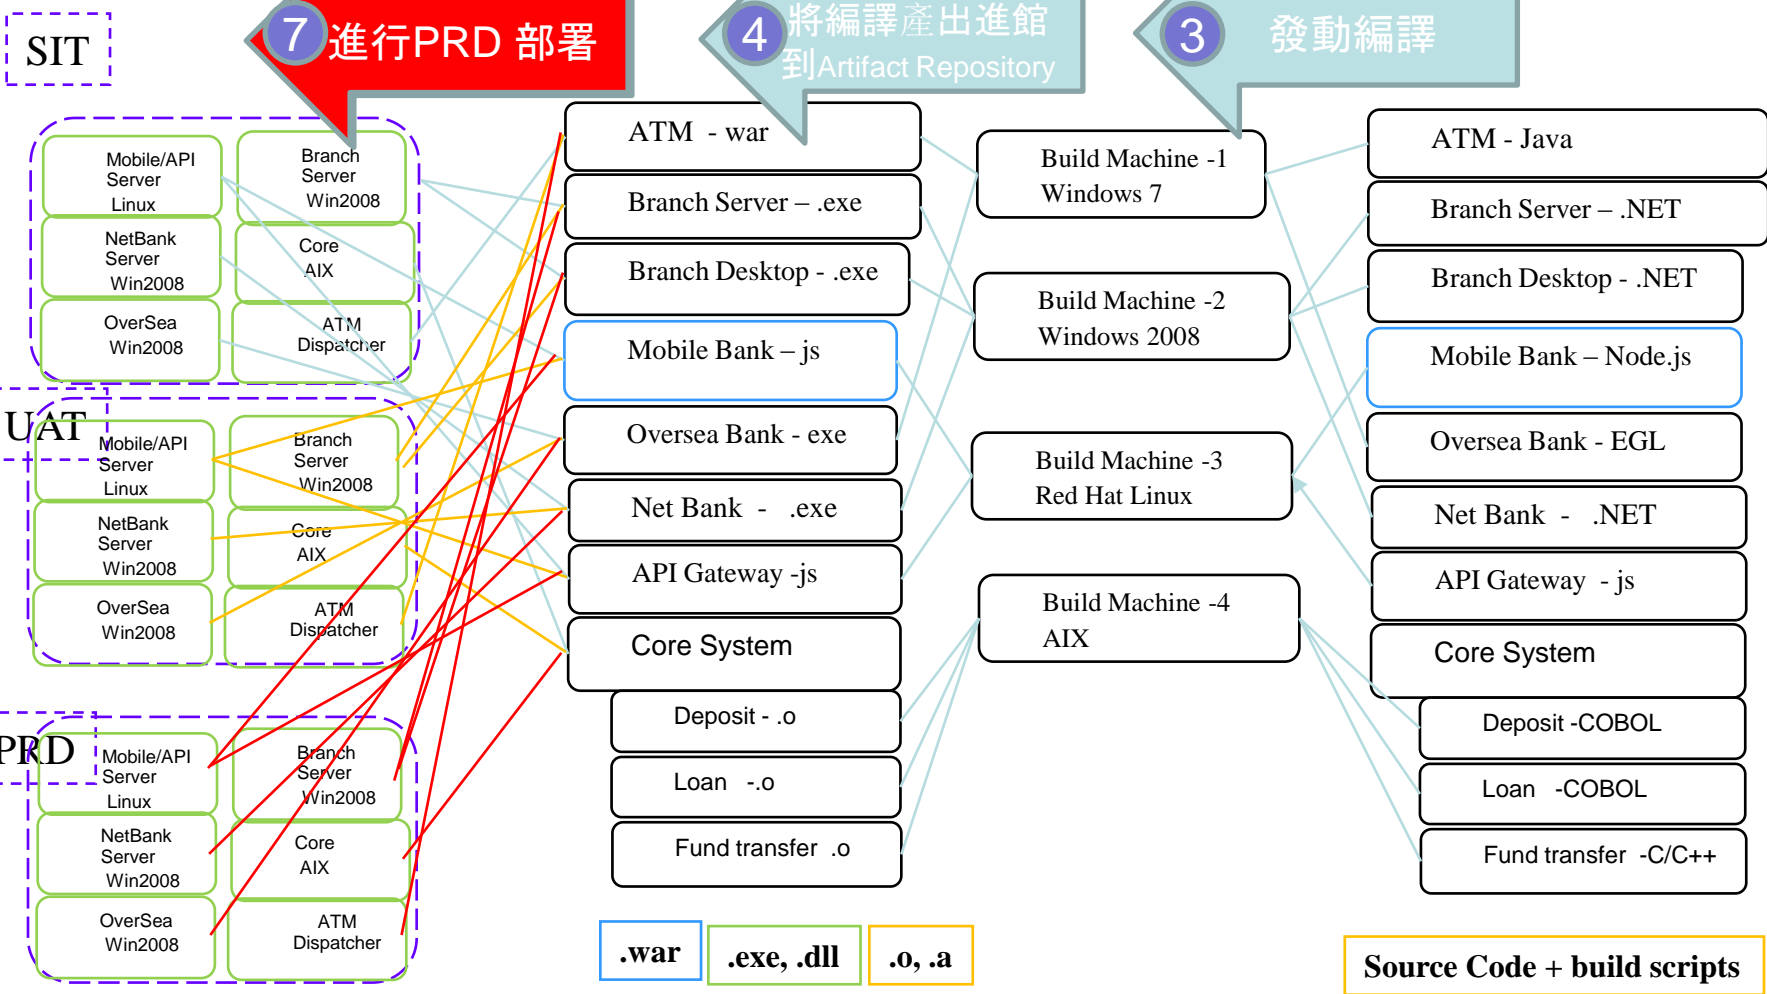 SIT
7
進行PRD 部署
4
將編譯產出進館
到Artifact Repository
3
發動編譯
Mobile/API
Server
Linux
Branch
Server
Win2008
NetBank
Server
Win2008
Core
AIX
OverSea
Win2008
ATM
Dispatcher
UAT
Mobile/API
Server
Linux
Branch
Server
Win2008
NetBank
Server
Win2008
Core
AIX
OverSea
Win2008
ATM
Dispatcher
PRD
Mobile/API
Server
Linux
Branch
Server
Win2008
NetBank
Server
Win2008
Core
AIX
OverSea
Win2008
ATM
Dispatcher
ATM - war
Branch Server – .exe
Branch Desktop - .exe
Mobile Bank – js
Oversea Bank - exe
Net Bank - .exe
API Gateway -js
Core System
Deposit - .o
Loan -.o
Fund transfer .o
.war
.exe, .dll
.o, .a
Build Machine -1
Windows 7
Build Machine -2
Windows 2008
Build Machine -3
Red Hat Linux
Build Machine -4
AIX
ATM - Java
Branch Server – .NET
Branch Desktop - .NET
Mobile Bank – Node.js
Oversea Bank - EGL
Net Bank - .NET
API Gateway - js
Core System
Deposit -COBOL
Loan -COBOL
Fund transfer -C/C++
Source Code + build scripts